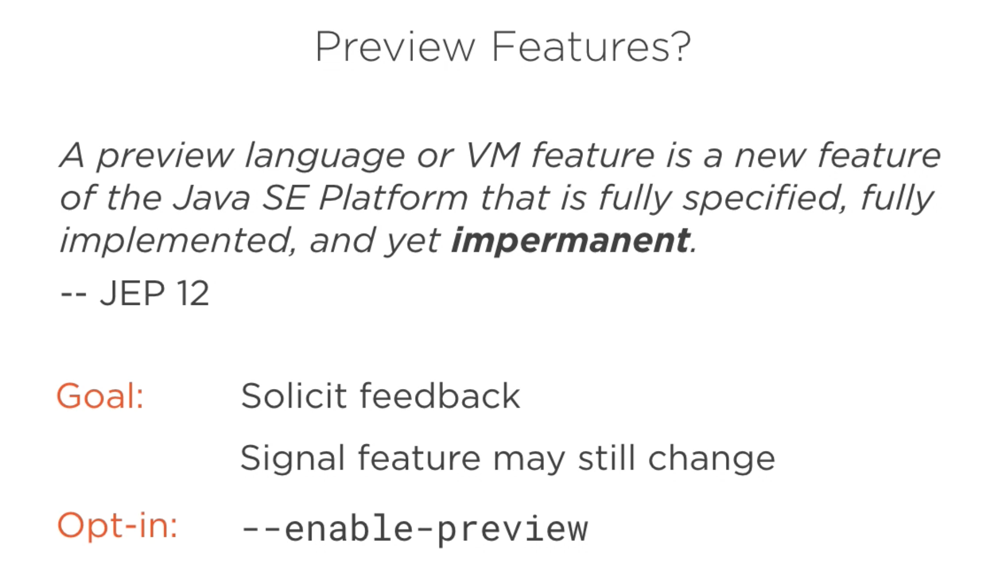 Preview Features?
A preview language or VM feature is a new feature
of the Java SE Platform that is fully specified, fully
implemented, and yet impermanent.
-- JEP 12
Goal: Solicit feedback
Signal feature may still change
Opt-in: --enable-preview